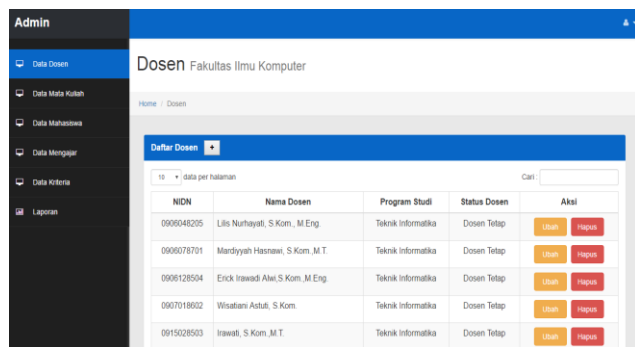 Admin
Data Dosen
Data Mata Kuliah
Data Mahasiswa
Data Mengajar
Data Kriteria
Laporan
Dosen Fakultas Ilmu Komputer
Home / Dosen
Daftar Dosen +
10 data per halaman Cari :
NIDN Nama Dosen Program Studi Status Dosen Aksi
0906048205 Lilis Nurhayati, S.Kom., M.Eng. Teknik Informatika Dosen Tetap Ubah Hapus
0906078701 Mardiyyah Hasnawi, S.Kom.,M.T. Teknik Informatika Dosen Tetap Ubah Hapus
0906128504 Erick Irawadi Alwi,S.Kom.,M.Eng. Teknik Informatika Dosen Tetap Ubah Hapus
0907018602 Wisatiani Astuti, S.Kom. Teknik Informatika Dosen Tetap Ubah Hapus
0915028503 Irawati, S.Kom.,M.T. Teknik Informatika Dosen Tetap Ubah Hapus